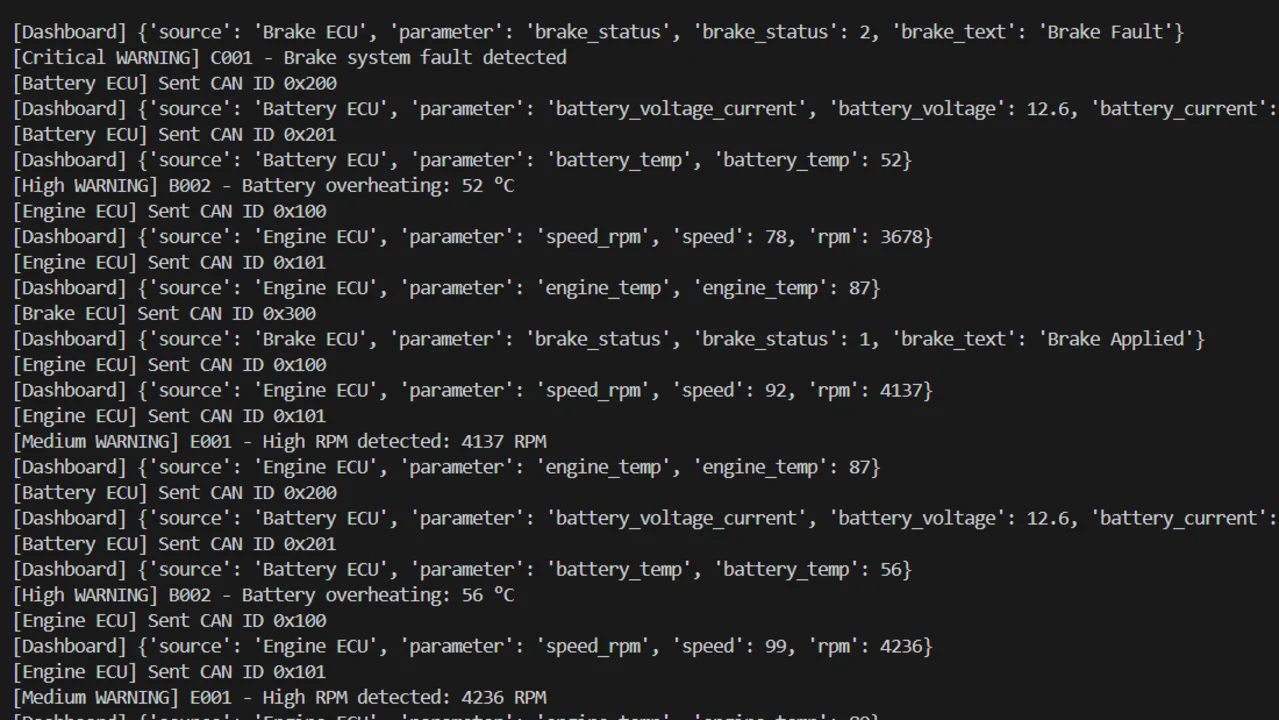 [Dashboard] {'source': 'Brake ECU', 'parameter': 'brake_status', 'brake_status': 2, 'brake_text': 'Brake Fault'}
[Critical WARNING] C001 - Brake system fault detected
[Battery ECU] Sent CAN ID 0x200
[Dashboard] {'source': 'Battery ECU', 'parameter': 'battery_voltage_current', 'battery_voltage': 12.6, 'battery_current':
[Battery ECU] Sent CAN ID 0x201
[Dashboard] {'source': 'Battery ECU', 'parameter': 'battery_temp', 'battery_temp': 52}
[High WARNING] B002 - Battery overheating: 52 °C
[Engine ECU] Sent CAN ID 0x100
[Dashboard] {'source': 'Engine ECU', 'parameter': 'speed_rpm', 'speed': 78, 'rpm': 3678}
[Engine ECU] Sent CAN ID 0x101
[Dashboard] {'source': 'Engine ECU', 'parameter': 'engine_temp', 'engine_temp': 87}
[Brake ECU] Sent CAN ID 0x300
[Dashboard] {'source': 'Brake ECU', 'parameter': 'brake_status', 'brake_status': 1, 'brake_text': 'Brake Applied'}
[Engine ECU] Sent CAN ID 0x100
[Dashboard] {'source': 'Engine ECU', 'parameter': 'speed_rpm', 'speed': 92, 'rpm': 4137}
[Engine ECU] Sent CAN ID 0x101
[Medium WARNING] E001 - High RPM detected: 4137 RPM
[Dashboard] {'source': 'Engine ECU', 'parameter': 'engine_temp', 'engine_temp': 87}
[Battery ECU] Sent CAN ID 0x200
[Dashboard] {'source': 'Battery ECU', 'parameter': 'battery_voltage_current', 'battery_voltage': 12.6, 'battery_current':
[Battery ECU] Sent CAN ID 0x201
[Dashboard] {'source': 'Battery ECU', 'parameter': 'battery_temp', 'battery_temp': 56}
[High WARNING] B002 - Battery overheating: 56 °C
[Engine ECU] Sent CAN ID 0x100
[Dashboard] {'source': 'Engine ECU', 'parameter': 'speed_rpm', 'speed': 99, 'rpm': 4236}
[Engine ECU] Sent CAN ID 0x101
[Medium WARNING] E001 - High RPM detected: 4236 RPM